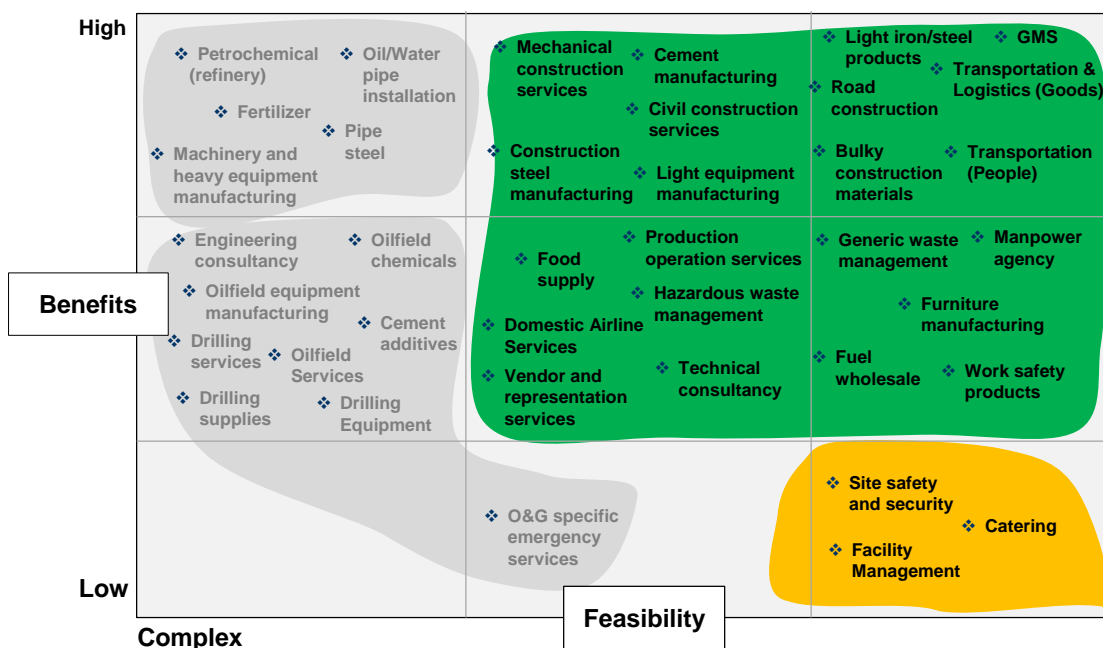 High
Petrochemical
(refinery)
Oil/Water
pipe
installation
Fertilizer
Pipe
steel
Machinery and
heavy equipment
manufacturing
Mechanical
construction
services
Cement
manufacturing
Civil construction
services
Construction
steel
manufacturing
Light equipment
manufacturing
Light iron/steel
products
GMS
Road
construction
Transportation &
Logistics (Goods)
Bulky
construction
materials
Transportation
(People)
Benefits
Engineering
consultancy
Oilfield
chemicals
Oilfield equipment
manufacturing
Cement
additives
Drilling
services
Oilfield
Services
Drilling
supplies
Drilling
Equipment
Food
supply
Production
operation services
Hazardous waste
management
Domestic Airline
Services
Vendor and
representation
services
Technical
consultancy
Generic waste
management
Manpower
agency
Furniture
manufacturing
Fuel
wholesale
Work safety
products
O&G specific
emergency
services
Site safety
and security
Catering
Facility
Management
Low
Complex
Feasibility